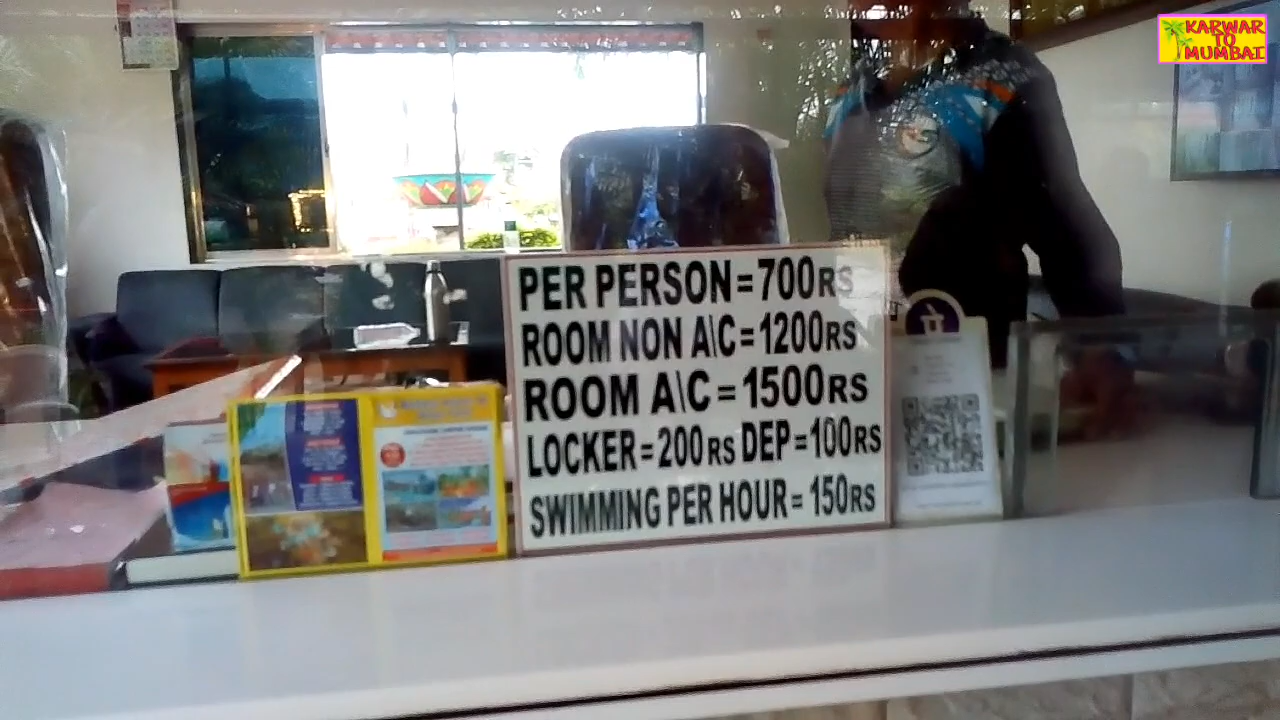 KARWAR
TO
MUMBAI
PER PERSON = 700RS
ROOM NON A\C = 1200RS
ROOM A\C = 1500RS
LOCKER = 200RS DEP = 100RS
SWIMMING PER HOUR = 150RS